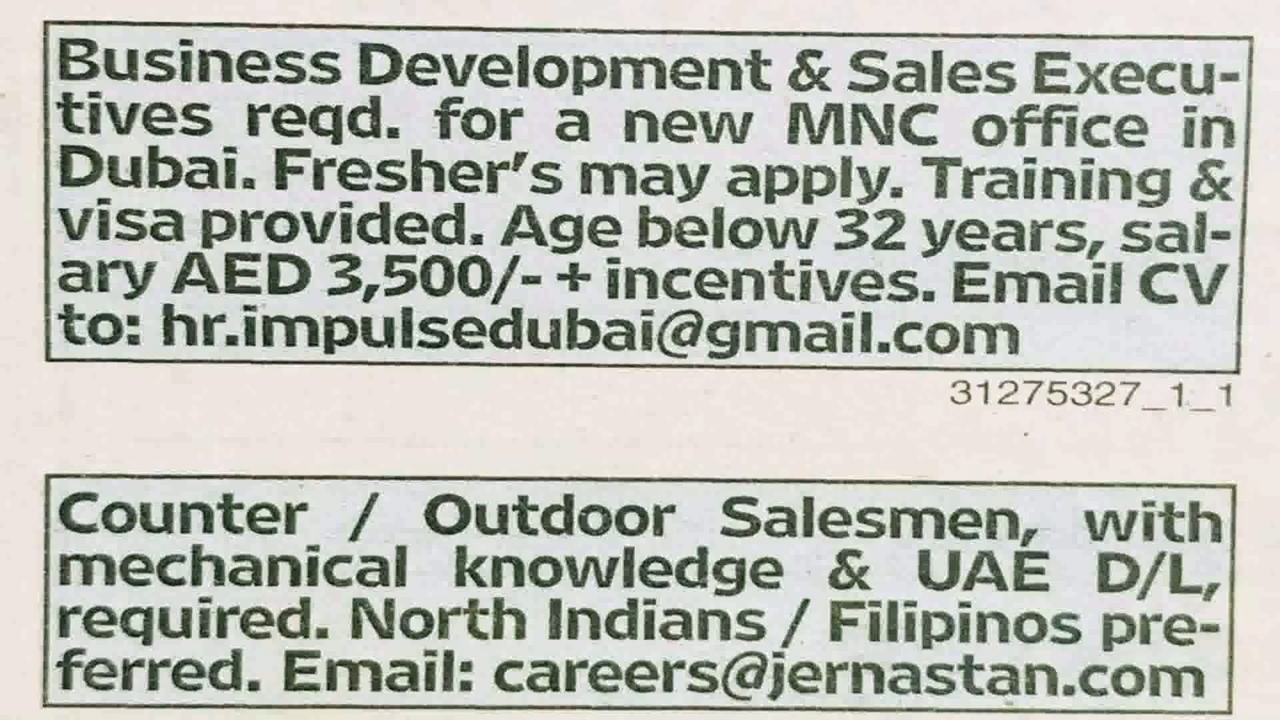 Business Development & Sales Execu-
tives reqd. for a new MNC office in
Dubai. Fresher's may apply. Training &
visa provided. Age below 32 years, sal-
ary AED 3,500/- + incentives. Email CV
to: hr.impulsedubai@gmail.com
31275327_1_1
Counter / Outdoor Salesmen, with
mechanical knowledge & UAE D/L,
required. North Indians / Filipinos pre-
ferred. Email: careers@jernastan.com